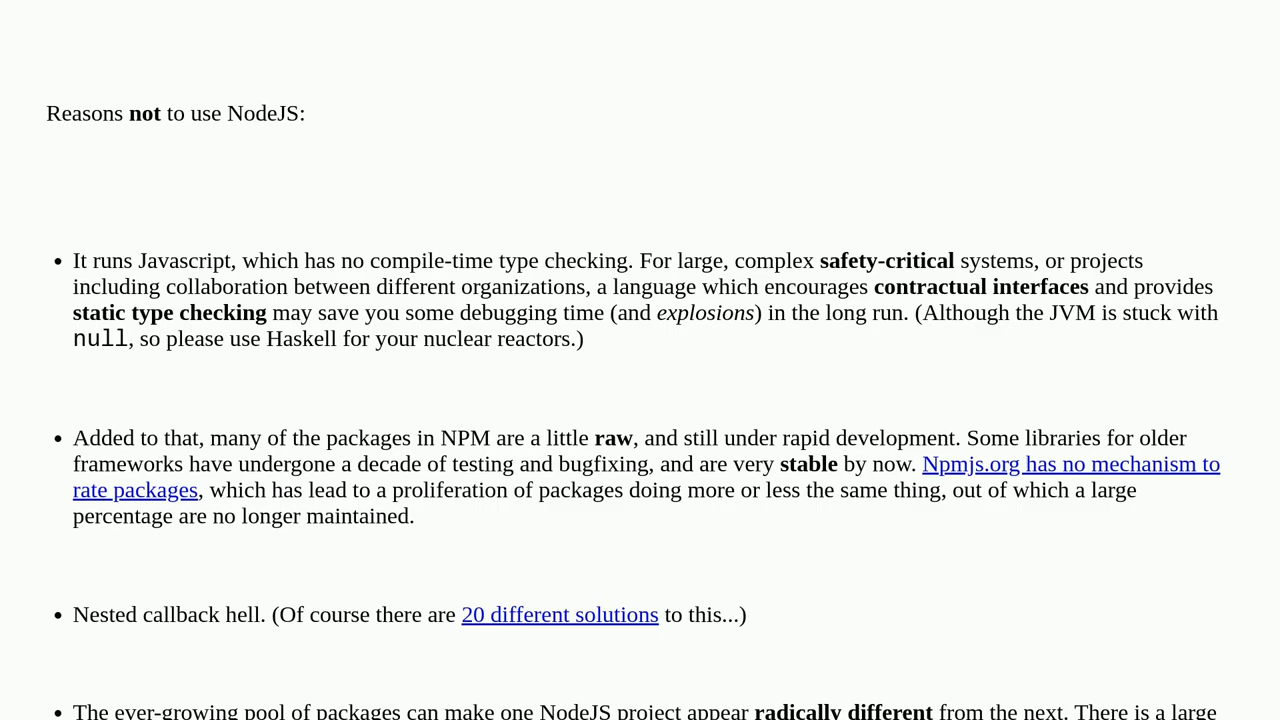 Reasons not to use NodeJS:
• It runs Javascript, which has no compile-time type checking. For large, complex safety-critical systems, or projects
including collaboration between different organizations, a language which encourages contractual interfaces and provides
static type checking may save you some debugging time (and explosions) in the long run. (Although the JVM is stuck with
null, so please use Haskell for your nuclear reactors.)
• Added to that, many of the packages in NPM are a little raw, and still under rapid development. Some libraries for older
frameworks have undergone a decade of testing and bugfixing, and are very stable by now. Npmjs.org has no mechanism to
rate packages, which has lead to a proliferation of packages doing more or less the same thing, out of which a large
percentage are no longer maintained.
• Nested callback hell. (Of course there are 20 different solutions to this...)
• The ever-growing pool of packages can make one NodeJS project appear radically different from the next. There is a large